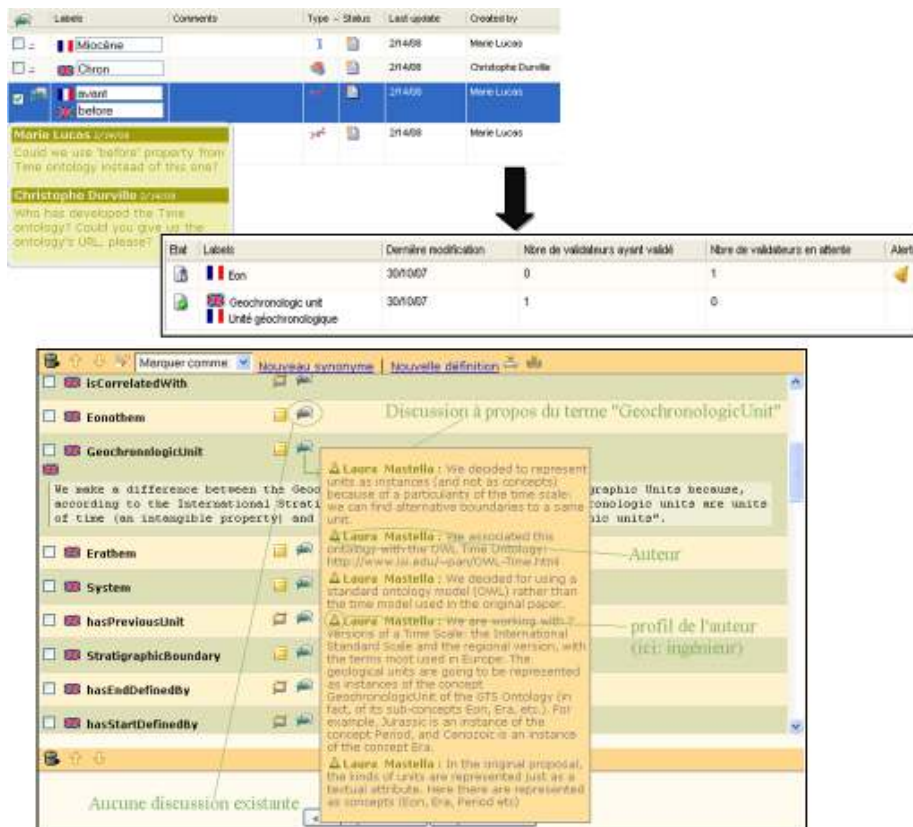 Labels Comments Type Status Last update Created by
Miocène 2/14/08 Marie Lucas
Chron 2/14/08 Christophe Durville
avant 2/14/08 Marie Lucas
before
2/14/08 Marie Lucas
Marie Lucas
Could we use 'before' property from
Time ontology instead of this one?
Christophe Durville
Who has developed the Time
ontology? Could you give us the
ontology's URL, please?
Etat Labels Dernière modification Nbre de validateurs ayant validé Nbre de validateurs en attente Alert
Eon 30/10/07 0 1
Geochronologic unit 30/10/07 1 0
Unité géochronologique
Marquer comme Nouveau synonyme | Nouvelle définition
isCorrelatedWith
Eonothem
Discussion à propos du terme "GeochronologicUnit"
GeochronologicUnit
We make a difference between the Geoc graphic Units because,
according to the International Strati ronologic units are units
of time (an intangible property) and hic units".
Erathem
System
hasPreviousUnit
StratigraphicBoundary
hasEndDefinedBy
hasStartDefinedBy
Laura Mastella : We decided to represent
units as instances (and not as concepts)
because of a particularity of the time scale:
we can find alternative boundaries to a same
unit.
Laura Mastella : We associated this
ontology with the OWL Time Ontology:
http://www.isi.edu/~pan/OWL-Time.html
Laura Mastella : We decided for using a
standard ontology model (OWL) rather than
the time model used in the original paper.
Laura Mastella : We are working with 2
versions of a Time Scale: the International
Standard Scale and the regional version, with
the terms most used in Europe. The
geological units are going to be represented
as instances of the concept
GeochronologicUnit of the GTS Ontology (in
fact, of its sub-concepts Eon, Era, etc.). For
example, Jurassic is an instance of the
concept Period, and Cenozoic is an instance
of the concept Era.
Laura Mastella : In the original proposal,
the kinds of units are represented just as a
textual attribute. Here there are represented
as concepts (Eon, Era, Period etc)
Auteur
profil de l'auteur
(ici: ingénieur)
Aucune discussion existante